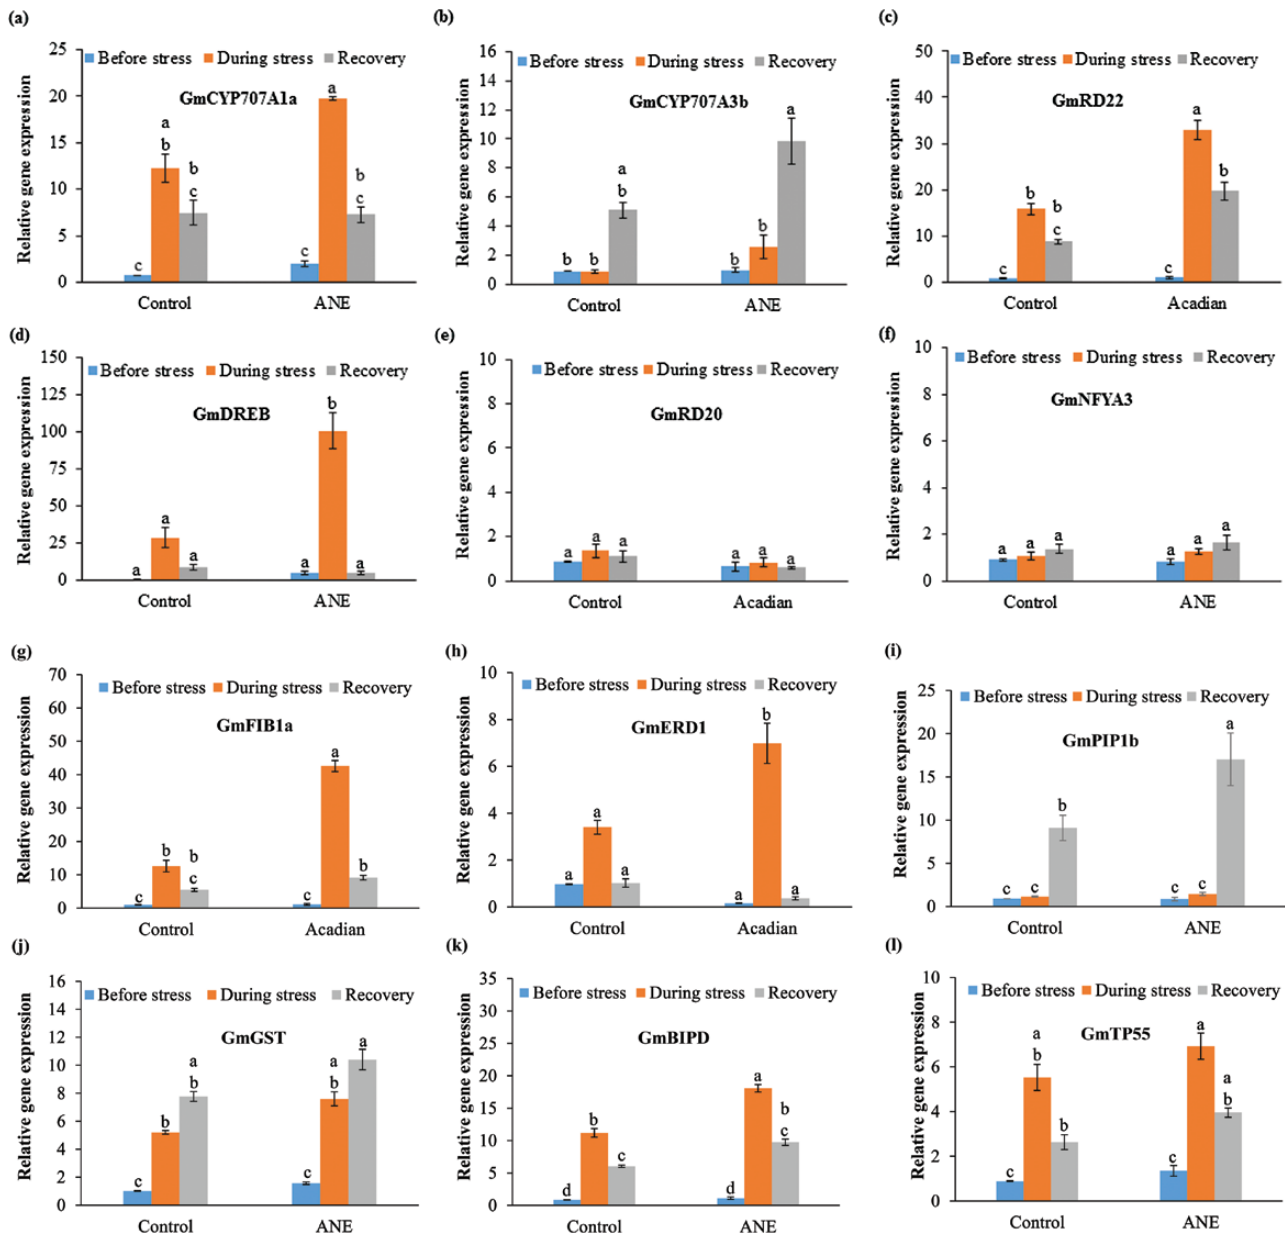 (a)
25
Before stress During stress Recovery
GmCYP707A1a
a
20
15
10
5
0
Relative gene expression
a
b
b
c
c
b
c
Control ANE
(b)
16
Before stress During stress Recovery
14
GmCYP707A3b
a
12
10
8
6
4
2
0
Relative gene expression
a
b
b
b
b
b
Control ANE
(c)
50
Before stress During stress Recovery
GmRD22
a
40
30
20
10
0
Relative gene expression
b
b
c
b
c
c
Control Acadian
(d)
150
Before stress During stress Recovery
GmDREB
b
125
100
75
50
25
0
Relative gene expression
a
a
a
a
a
Control ANE
(e)
10
Before stress During stress Recovery
GmRD20
8
6
4
2
0
Relative gene expression
a
a
a
a
a
a
Control Acadian
(f)
10
Before stress During stress Recovery
GmNFYA3
8
6
4
2
0
Relative gene expression
a
a
a
a
a
a
Control ANE
(g)
70
Before stress During stress Recovery
GmFIB1a
60
50
40
30
20
10
0
Relative gene expression
a
b
b
c
b
c
c
Control Acadian
(h)
10
Before stress During stress Recovery
GmERD1
b
8
6
4
2
0
Relative gene expression
a
a
a
a
a
Control Acadian
(i)
25
Before stress During stress Recovery
GmPIP1b
a
20
15
10
5
0
Relative gene expression
b
c
c
c
c
Control ANE
(j)
16
Before stress During stress Recovery
14
GmGST
a
12
10
8
6
4
2
0
Relative gene expression
a
b
a
b
b
c
c
Control ANE
(k)
35
Before stress During stress Recovery
30
GmBIPD
25
20
15
10
5
0
Relative gene expression
a
b
b
c
c
d
d
Control ANE
(l)
10
Before stress During stress Recovery
GmTP55
a
8
6
4
2
0
Relative gene expression
a
b
a
b
b
c
c
Control ANE